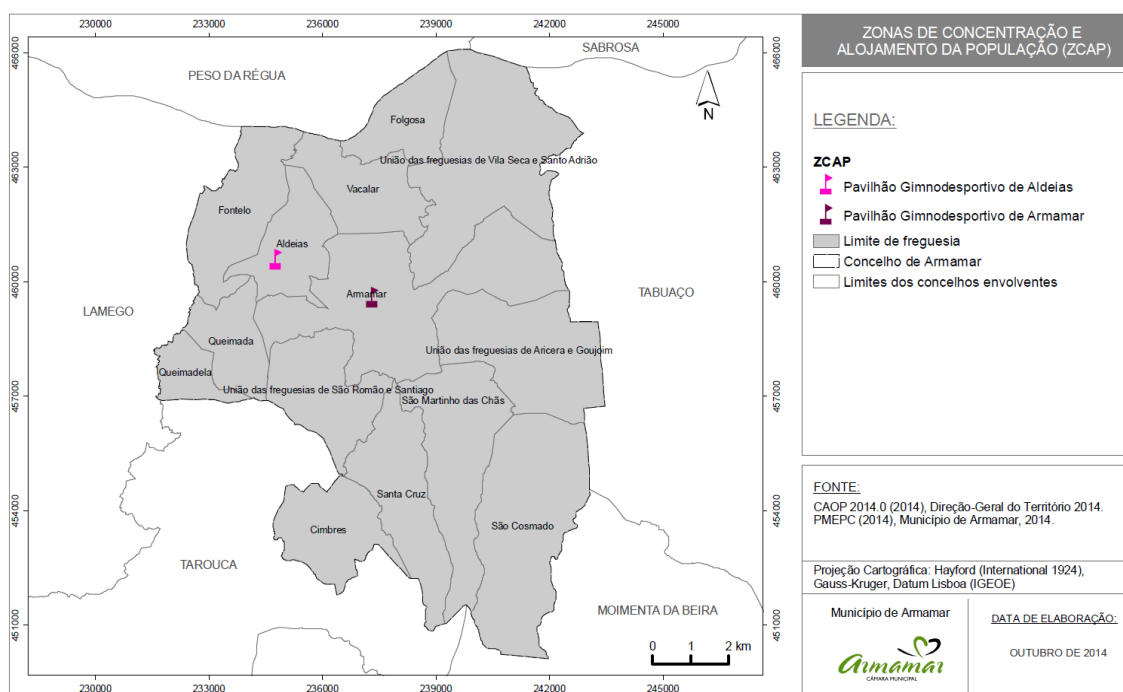 230000 233000 236000 239000 242000 245000
466000 463000 460000 457000 454000 451000
SABROSA
PESO DA RÉGUA
N
Folgosa
União das freguesias de Vila Seca e Santo Adrião
Vacalar
Fontelo
Aldeias
Armamar
TABUAÇO
LAMEGO
Queimada
União das freguesias de Aricera e Goujoim
Queimadela
União das freguesias de São Romão e Santiago
São Martinho das Chãs
Santa Cruz
Cimbres
São Cosmado
TAROUCA
MOIMENTA DA BEIRA
0 1 2 km
466000 463000 460000 457000 454000 451000
230000 233000 236000 239000 242000 245000
ZONAS DE CONCENTRAÇÃO E
ALOJAMENTO DA POPULAÇÃO (ZCAP)
LEGENDA:
ZCAP
Pavilhão Gimnodesportivo de Aldeias
Pavilhão Gimnodesportivo de Armamar
Limite de freguesia
Concelho de Armamar
Limites dos concelhos envolventes
FONTE:
CAOP 2014.0 (2014), Direção-Geral do Território 2014.
PMEPC (2014), Município de Armamar, 2014.
Projeção Cartográfica: Hayford (International 1924),
Gauss-Kruger, Datum Lisboa (IGEOE)
Município de Armamar
Armamar
CÂMARA MUNICIPAL
DATA DE ELABORAÇÃO:
OUTUBRO DE 2014